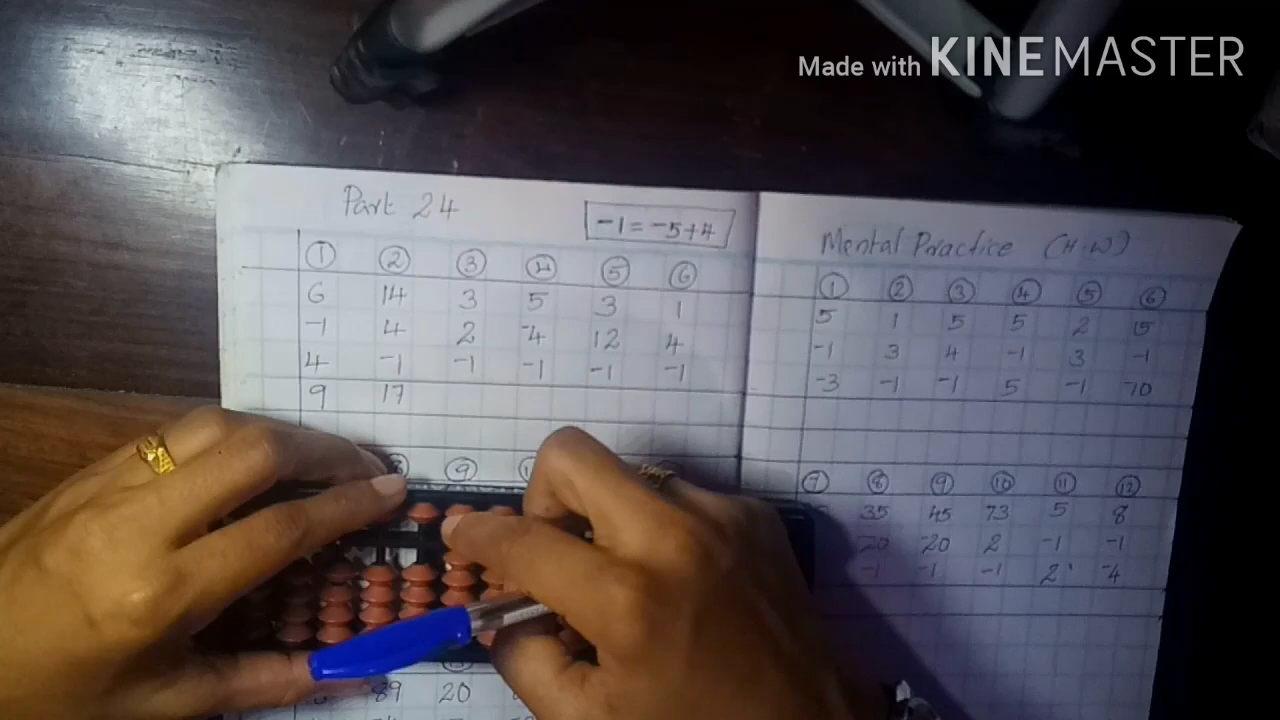 Made with KINEMASTER
Part 24
-1 = -5+4
① ② ③ ④ ⑤ ⑥
6 14 3 5 3 1
-1 4 2 -4 12 4
4 -1 -1 -1 -1 -1
9 17
⑨
89 20
Mental Practice (H.W)
① ② ③ ④ ⑤ ⑥
5 1 5 5 2 15
-1 3 4 -1 3 -1
-3 -1 -1 5 -1 70
⑦ ⑧ ⑨ ⑩ ⑪ ⑫
35 45 73 5 8
20 -20 2 -1 -1
-1 -1 -1 2 -4